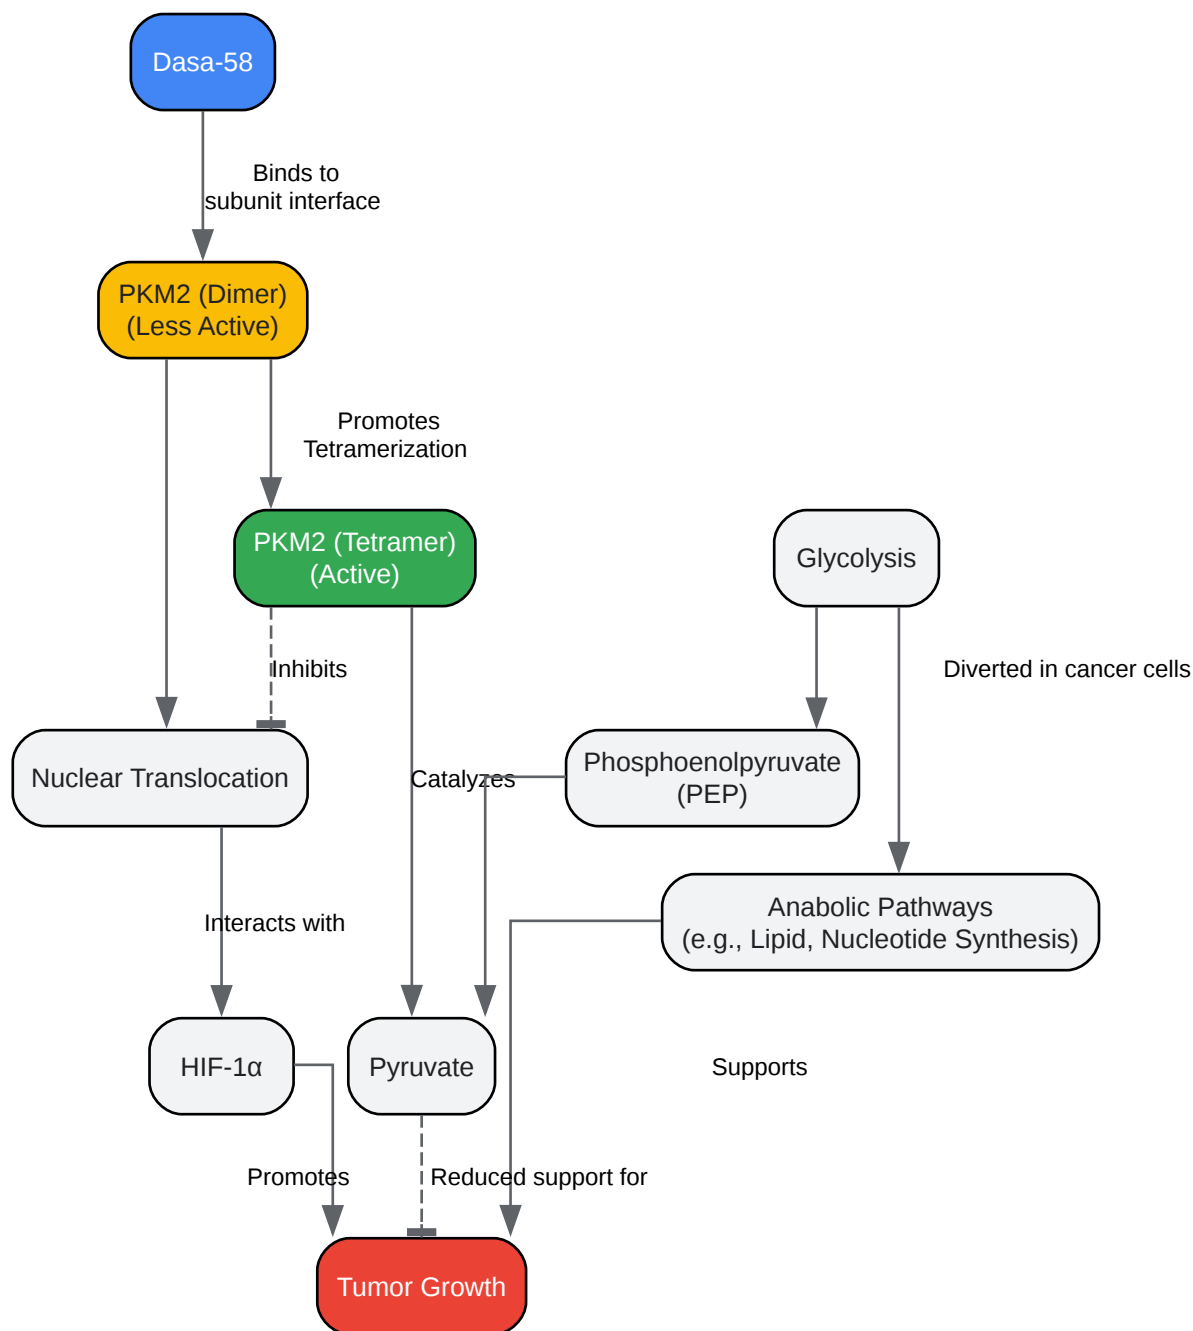 Dasa-58
Binds to
subunit interface
PKM2 (Dimer)
(Less Active)
Promotes
Tetramerization
PKM2 (Tetramer)
(Active)
Glycolysis
Inhibits
Diverted in cancer cells
Nuclear Translocation
Catalyzes
Phosphoenolpyruvate
(PEP)
Interacts with
Anabolic Pathways
(e.g., Lipid, Nucleotide Synthesis)
HIF-1α
Pyruvate
Supports
Promotes
Reduced support for
Tumor Growth